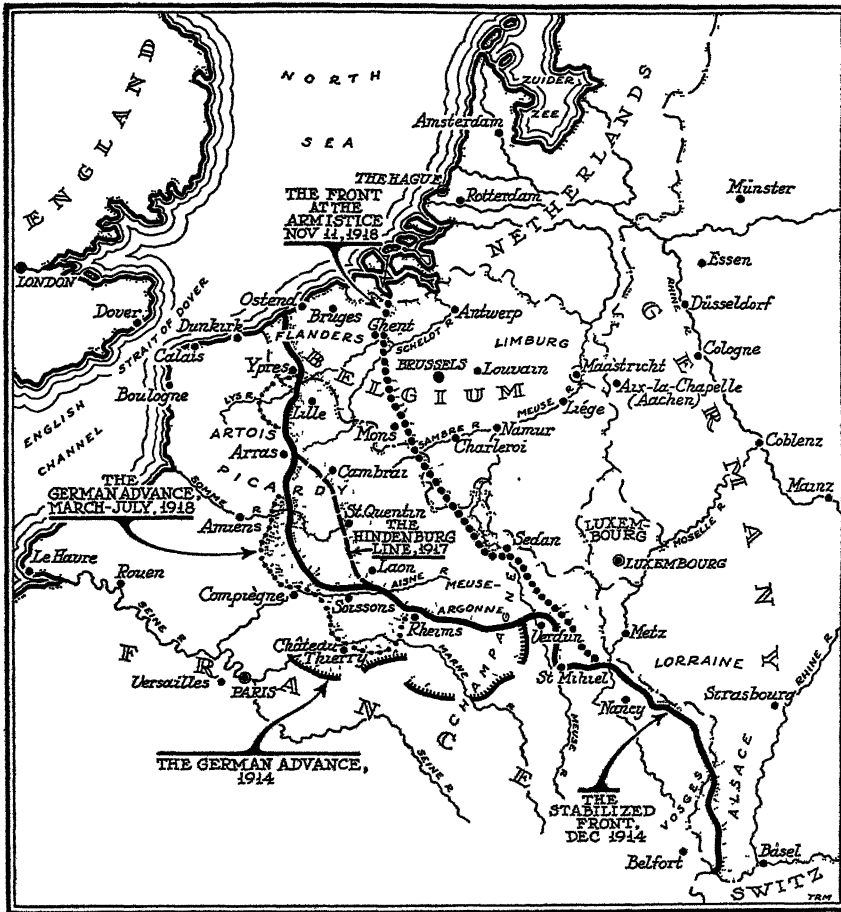 ENGLAND
NORTH
SEA
ZUIDER
ZEE
Amsterdam
THE HAGUE
NETHERLANDS
Münster
Rotterdam
THE FRONT
AT THE
ARMISTICE
NOV 11, 1918
LONDON
Essen
Dover
STRAIT OF DOVER
Ostend
Bruges
Antwerp
RHINE R
Düsseldorf
Dunkirk
FLANDERS
Ghent
SCHELDT R
LIMBURG
GERMANY
Calais
Cologne
Ypres
BELGIUM
BRUSSELS
Louvain
Maastricht
Boulogne
LYS R
Aix-la-Chapelle
(Aachen)
Lille
MEUSE R
Liége
ENGLISH
CHANNEL
ARTOIS
Mons
SAMBRE R
Namur
Charleroi
Coblenz
Arras
PICARDY
Cambrai
THE
GERMAN ADVANCE,
MARCH-JULY, 1918
SOMME R
Mainz
Amiens
St. Quentin
THE
HINDENBURG
LINE, 1917
LUXEM-
BOURG
MOSELLE R
Sedan
LUXEMBOURG
Le Havre
Rouen
Laon
AISNE R
MEUSE-
ARGONNE
Compiègne
Soissons
SEINE R
Rheims
CHAMPAGNE
Verdun
Metz
Château
Thierry
MARNE R
FRANCE
LORRAINE
RHINE R
Versailles
PARIS
St Mihiel
Nancy
Strasbourg
SEINE R
MEUSE R
THE GERMAN ADVANCE,
1914
THE
STABILIZED
FRONT,
DEC 1914
VOSGES
ALSACE
Belfort
Bâsel
SWITZ
TRM